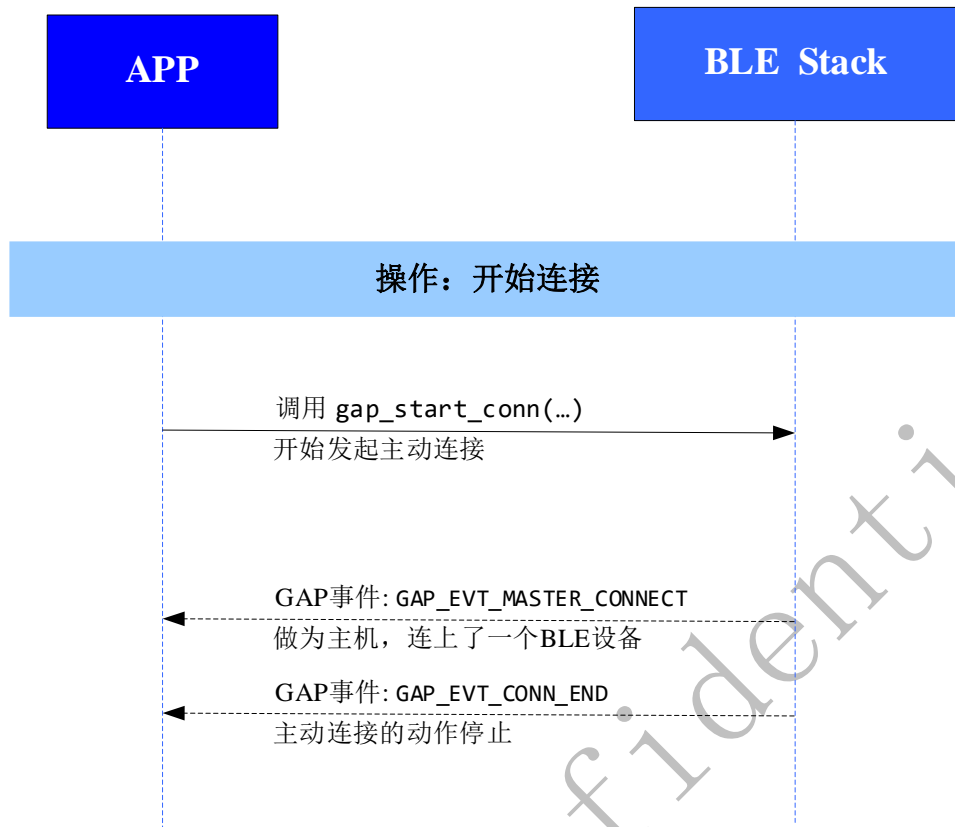 APP
BLE Stack
操作：开始连接
调用 gap_start_conn(…)
开始发起主动连接
GAP事件: GAP_EVT_MASTER_CONNECT
做为主机，连上了一个BLE设备
GAP事件: GAP_EVT_CONN_END
主动连接的动作停止
fidenti